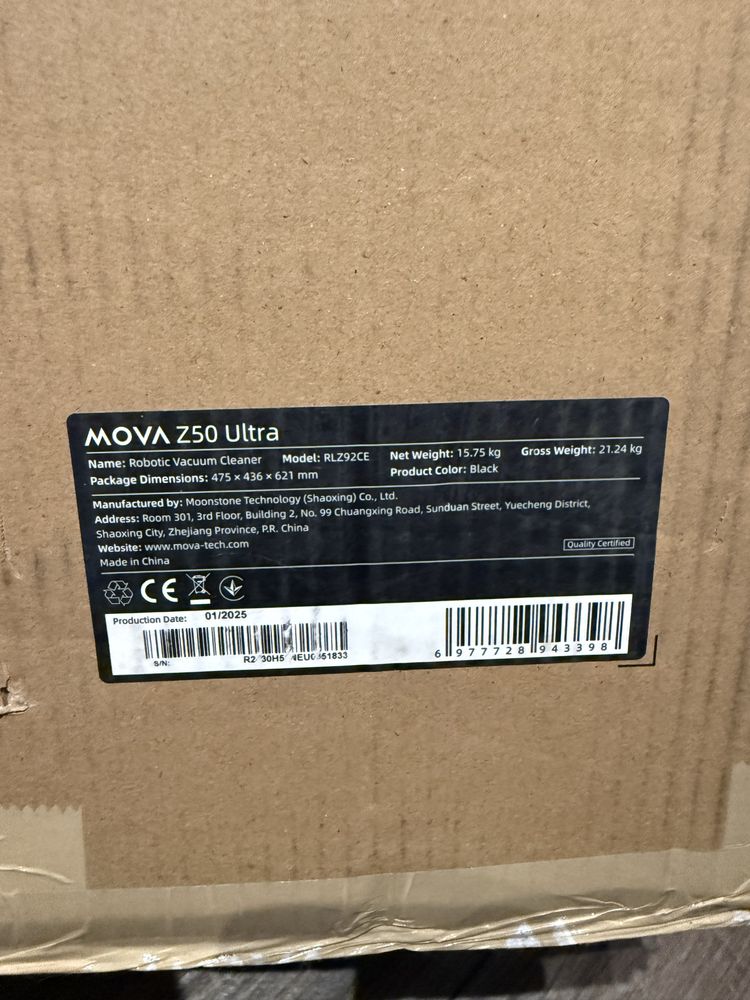 MOVA Z50 Ultra
Name: Robotic Vacuum Cleaner Model: RLZ92CE Net Weight: 15.75 kg Gross Weight: 21.24 kg
Package Dimensions: 475 × 436 × 621 mm Product Color: Black
Manufactured by: Moonstone Technology (Shaoxing) Co., Ltd.
Address: Room 301, 3rd Floor, Building 2, No. 99 Chuangxing Road, Sunduan Street, Yuecheng District,
Shaoxing City, Zhejiang Province, P.R. China
Website: www.mova-tech.com
Made in China
Quality Certified
CE
Production Date: 01/2025
S/N:
6 977728 943398